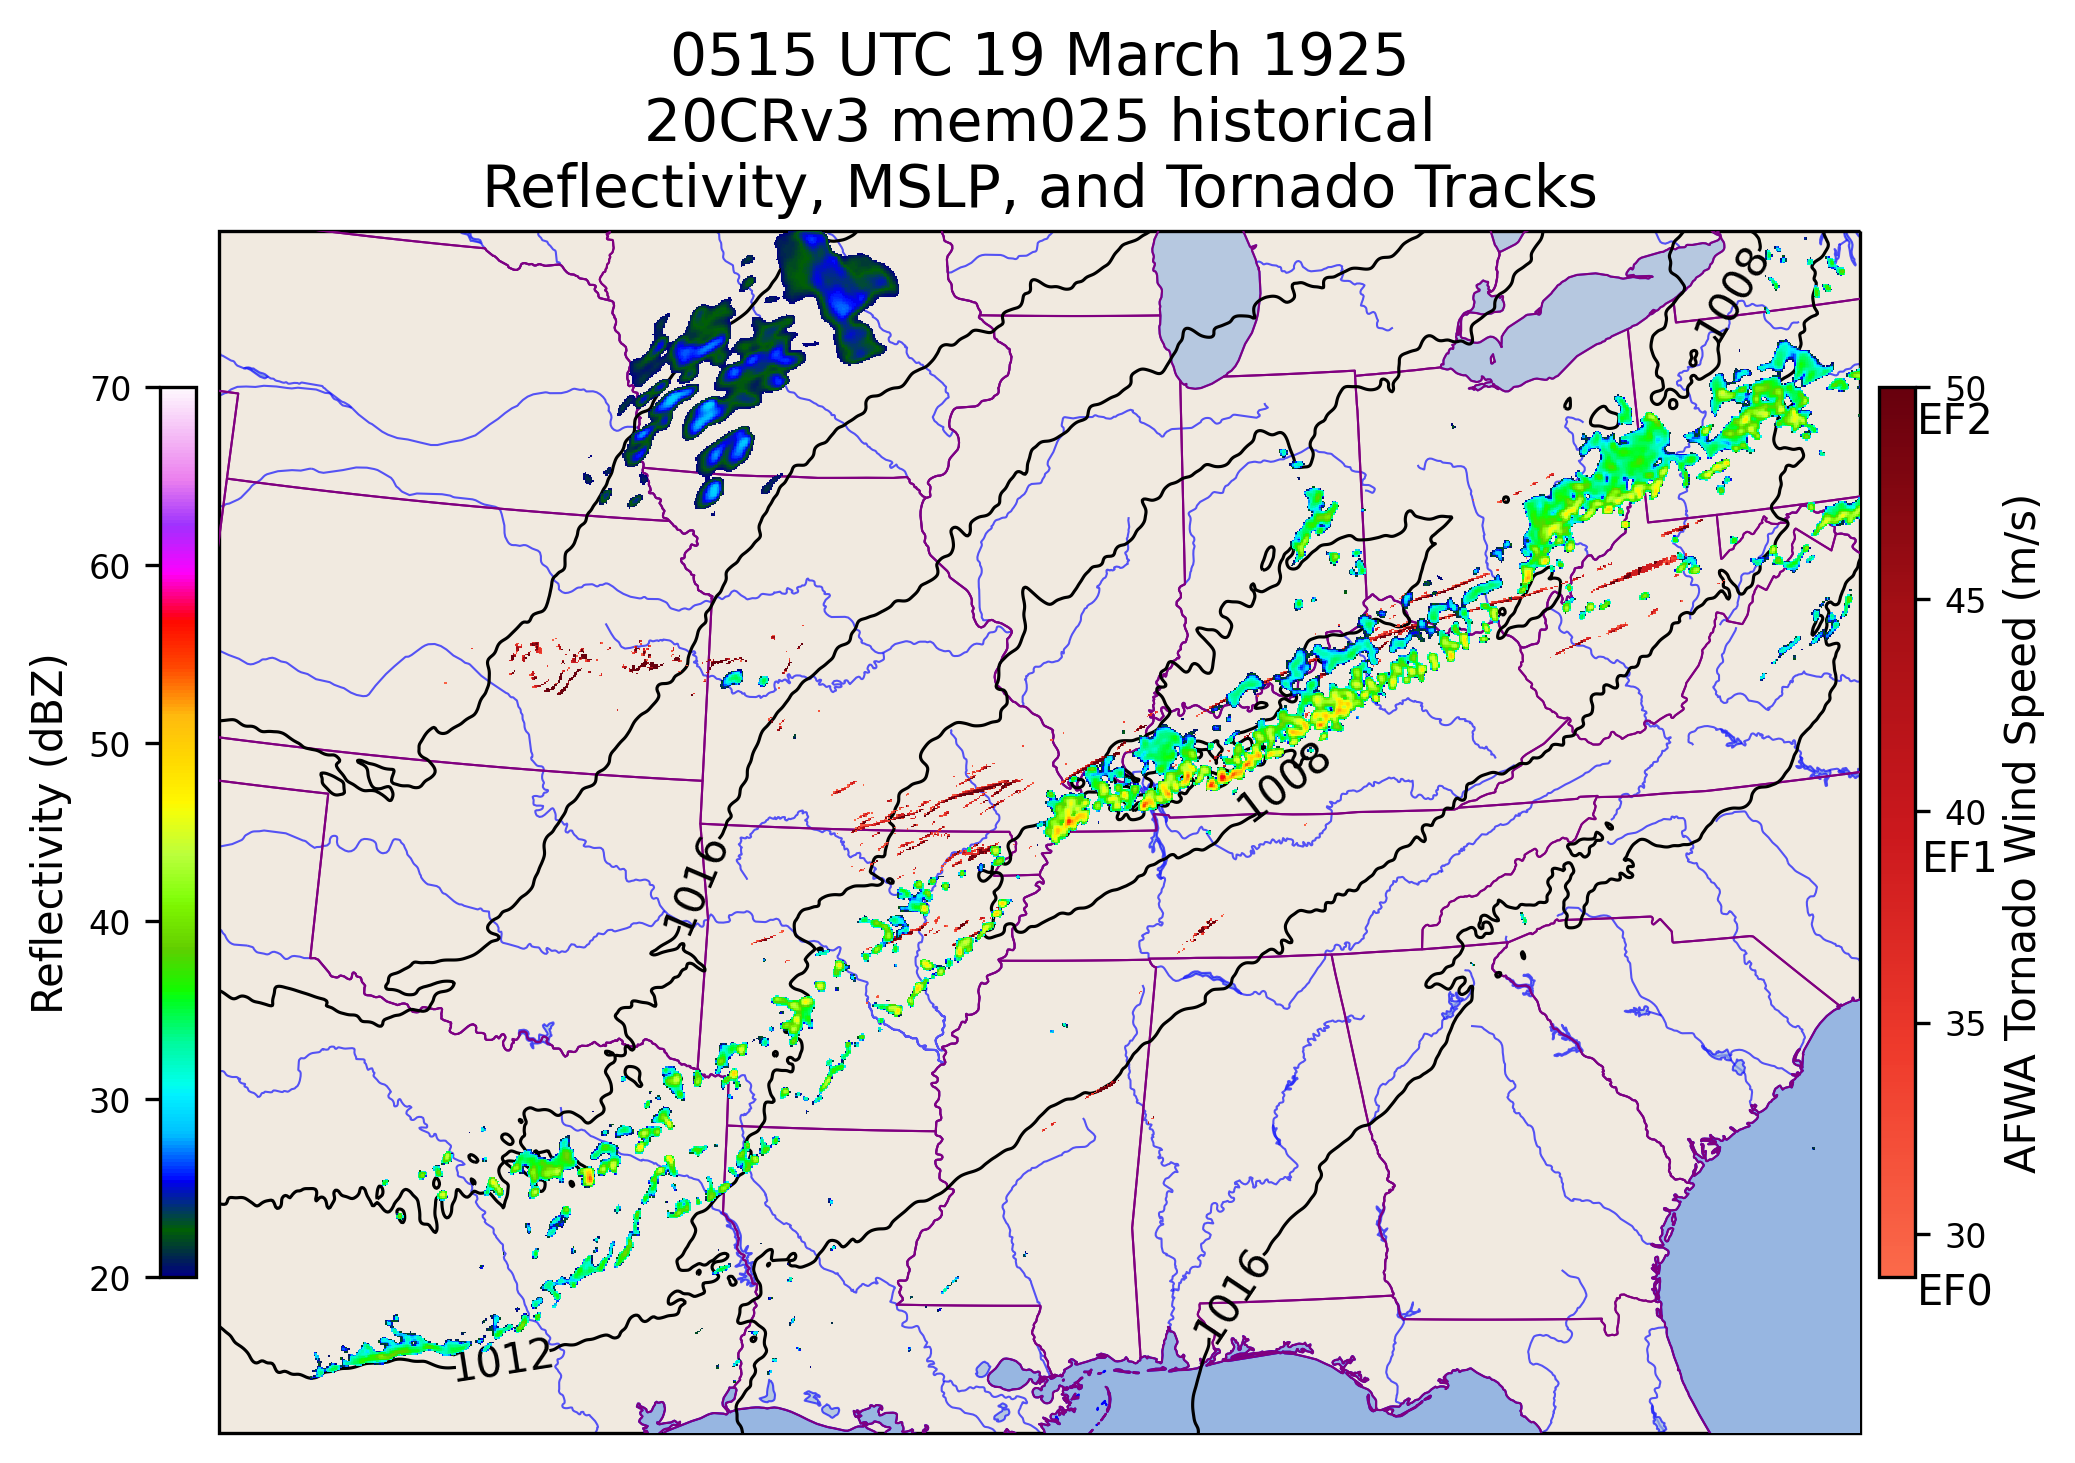 0515 UTC 19 March 1925
20CRv3 mem025 historical
Reflectivity, MSLP, and Tornado Tracks
70
60
50
40
30
20
Reflectivity (dBZ)
1008
1016
1008
1012
1016
50
EF2
45
40
EF1
35
30
EF0
AFWA Tornado Wind Speed (m/s)